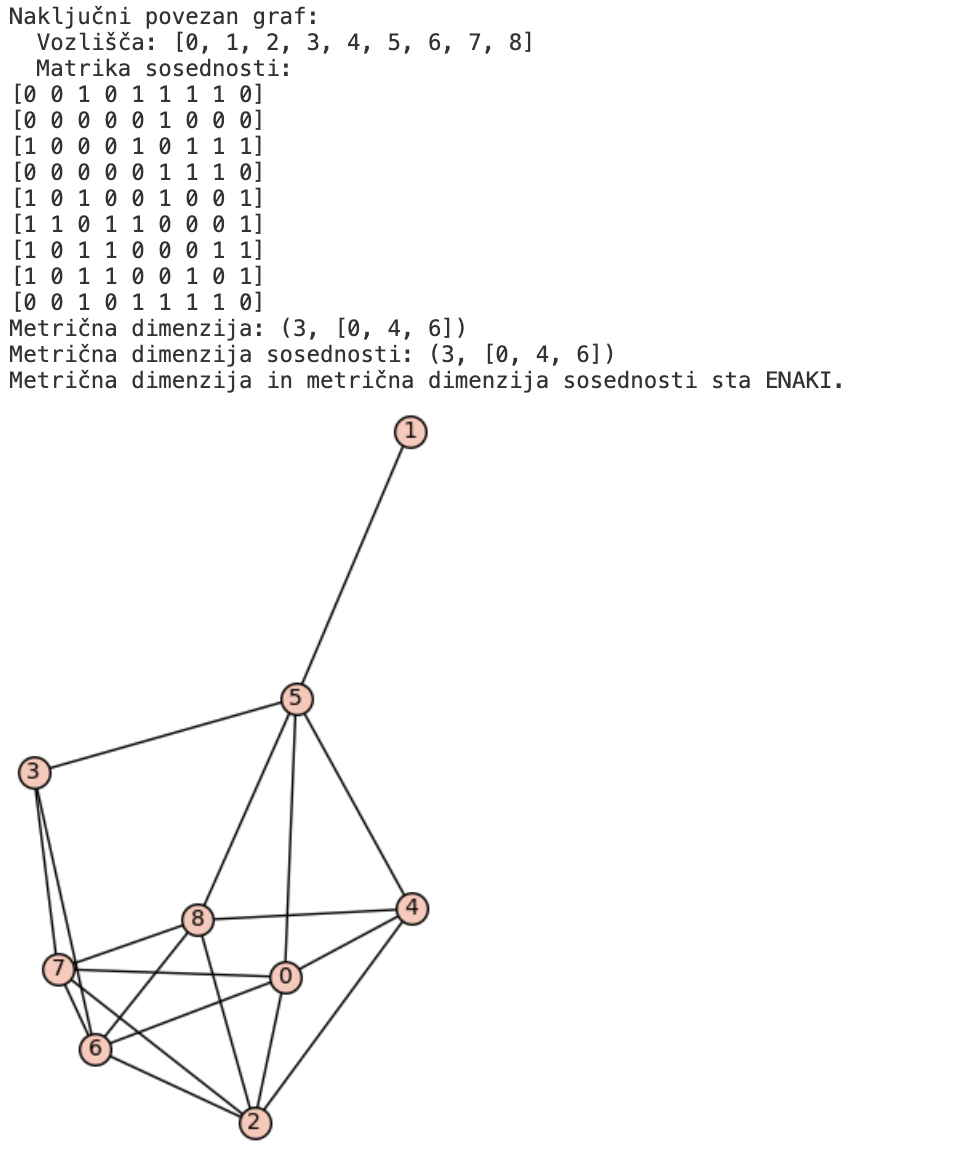 Naključni povezan graf:
  Vozlišča: [0, 1, 2, 3, 4, 5, 6, 7, 8]
  Matrika sosednosti:
[0 0 1 0 1 1 1 1 0]
[0 0 0 0 0 1 0 0 0]
[1 0 0 0 1 0 1 1 1]
[0 0 0 0 0 1 1 1 0]
[1 0 1 0 0 1 0 0 1]
[1 1 0 1 1 0 0 0 1]
[1 0 1 1 0 0 0 1 1]
[1 0 1 1 0 0 1 0 1]
[0 0 1 0 1 1 1 1 0]
Metrična dimenzija: (3, [0, 4, 6])
Metrična dimenzija sosednosti: (3, [0, 4, 6])
Metrična dimenzija in metrična dimenzija sosednosti sta ENAKI.
1
5
3
4
8
7
0
6
2